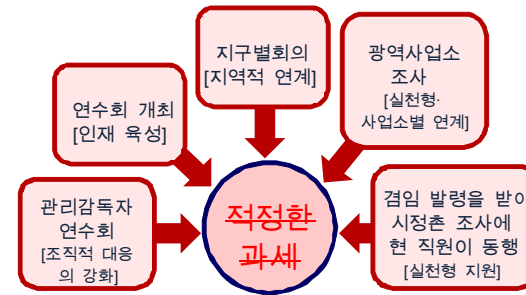 지구별회의
[지역적 연계]
광역사업소
조사
[실천형·
사업소별 연계]
연수회 개최
[인재 육성]
관리감독자
연수회
[조직적 대응
의 강화]
적정한
과세
겸임 발령을 받아
시정촌 조사에
현 직원이 동행
[실천형 지원]